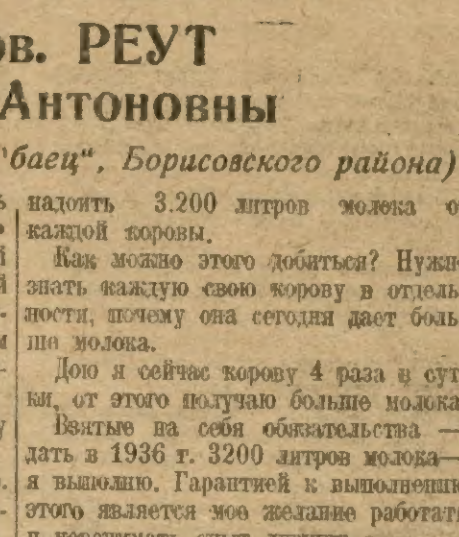 ов. РЕУТ
Антоновны
баец", Борисовского района)
надоить 3.200 литров молока о
каждой коровы.
Как можно этого добиться? Нужн
знать каждую свою корову в отдель
ности, почему она сегодня дает боль
ше молока.
Дою я сейчас корову 4 раза в сут
ки, от этого получаю больше молока
Взятые на себя обязательства —
дать в 1936 г. 3200 литров молока—
я выполню. Гарантией к выполнению
этого является мое желание работат